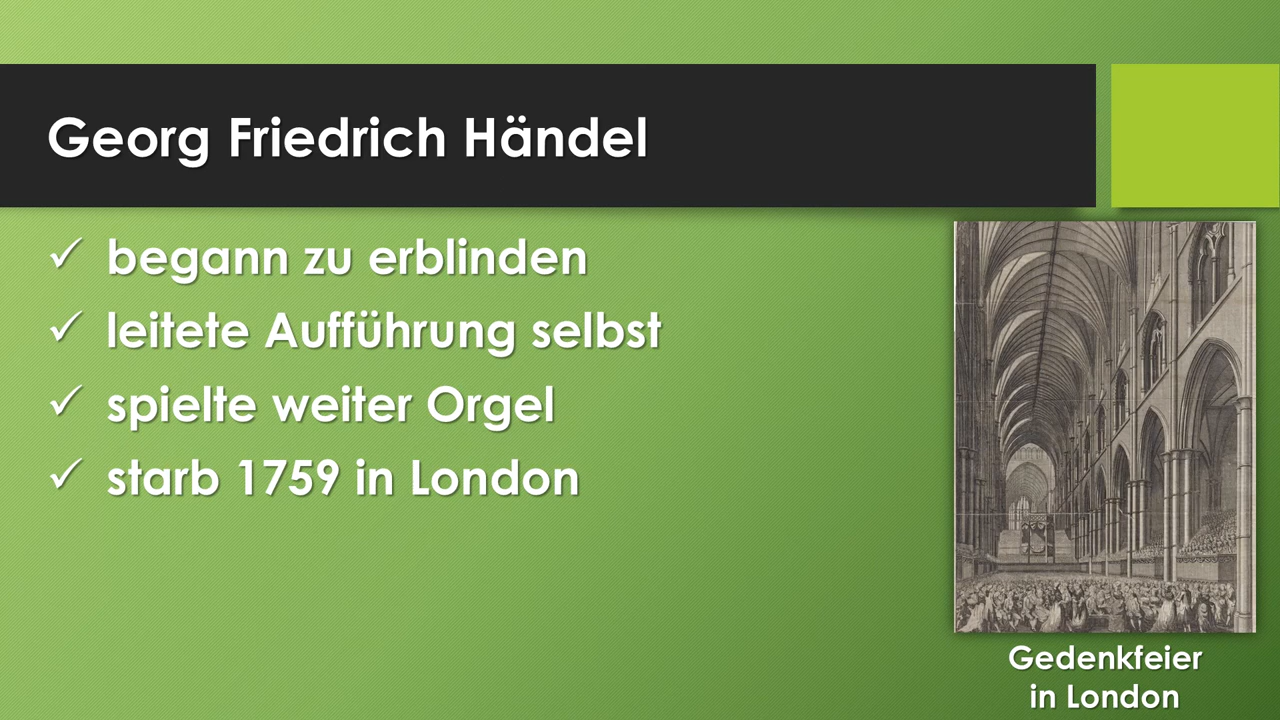 Georg Friedrich Händel
✓ begann zu erblinden
✓ leitete Aufführung selbst
✓ spielte weiter Orgel
✓ starb 1759 in London
Gedenkfeier
in London